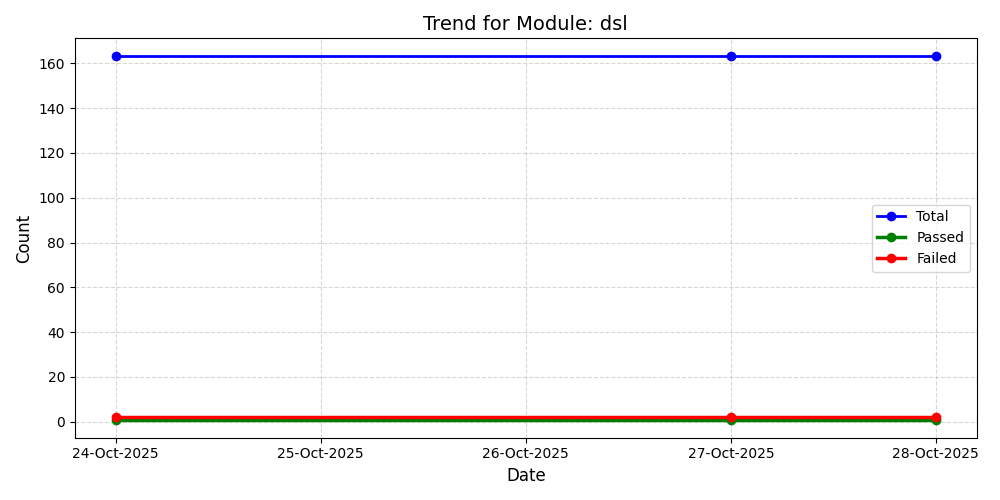 Trend for Module: dsl
Count
160
140
120
100
80
60
40
20
0
Total
Passed
Failed
24-Oct-2025
25-Oct-2025
26-Oct-2025
27-Oct-2025
28-Oct-2025
Date